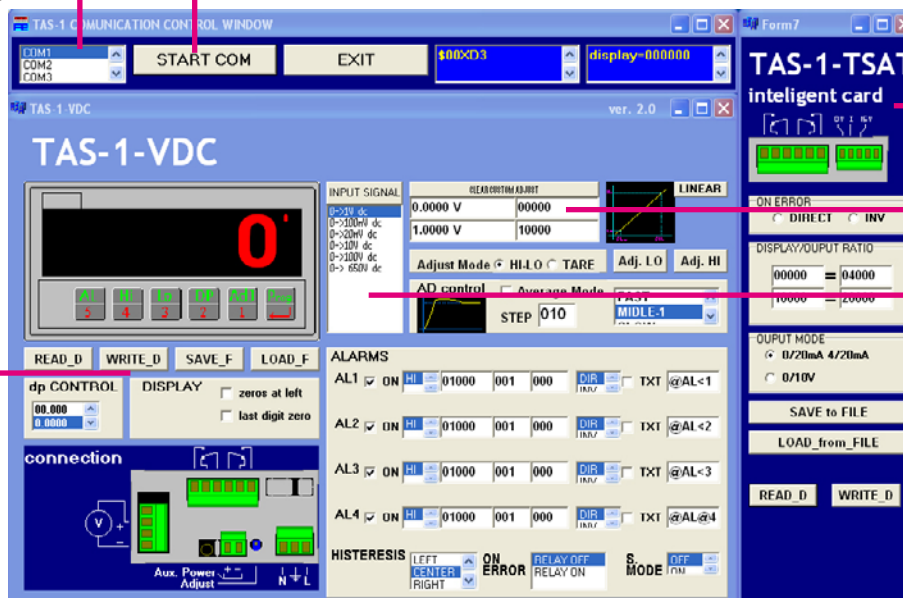 TAS-1 COMUNICATION CONTROL WINDOW
COM1
COM2
COM3
START COM
EXIT
$00XD3
display=000000
TAS-1-VDC
ver. 2.0
TAS-1-VDC
0
Al Hi Lo DP Adj Prog
5 4 3 2 1
INPUT SIGNAL
0->1V dc
0->100mV dc
0->20mV dc
0->10V dc
0->100V dc
0-> 650V dc
CLEAR CUSTOM ADJUST
LINEAR
0.0000 V 00000
1.0000 V 10000
Adjust Mode HI-LO TARE
Adj. LO
Adj. HI
AD control
Average Mode
STEP 010
FAST
MIDLE-1
READ_D
WRITE_D
SAVE_F
LOAD_F
dp CONTROL
00.000
0.0000
DISPLAY
zeros at left
last digit zero
connection
V
+
Aux. Power
Adjust
N L
ALARMS
AL1 ON HI 01000 001 000 DIR INV TXT @AL<1
AL2 ON HI 01000 001 000 DIR INV TXT @AL<2
AL3 ON HI 01000 001 000 DIR INV TXT @AL<3
AL4 ON HI 01000 001 000 DIR INV TXT @AL@4
HISTERESIS
LEFT
CENTER
RIGHT
ON ERROR
RELAY OFF
RELAY ON
S. MODE
OFF
ON
Form7
TAS-1-TSAT
inteligent card
ON ERROR
DIRECT INV
DISPLAY/OUPUT RATIO
00000 = 04000
10000 = 20000
OUPUT MODE
0/20mA 4/20mA
0/10V
SAVE to FILE
LOAD_from_FILE
READ_D
WRITE_D